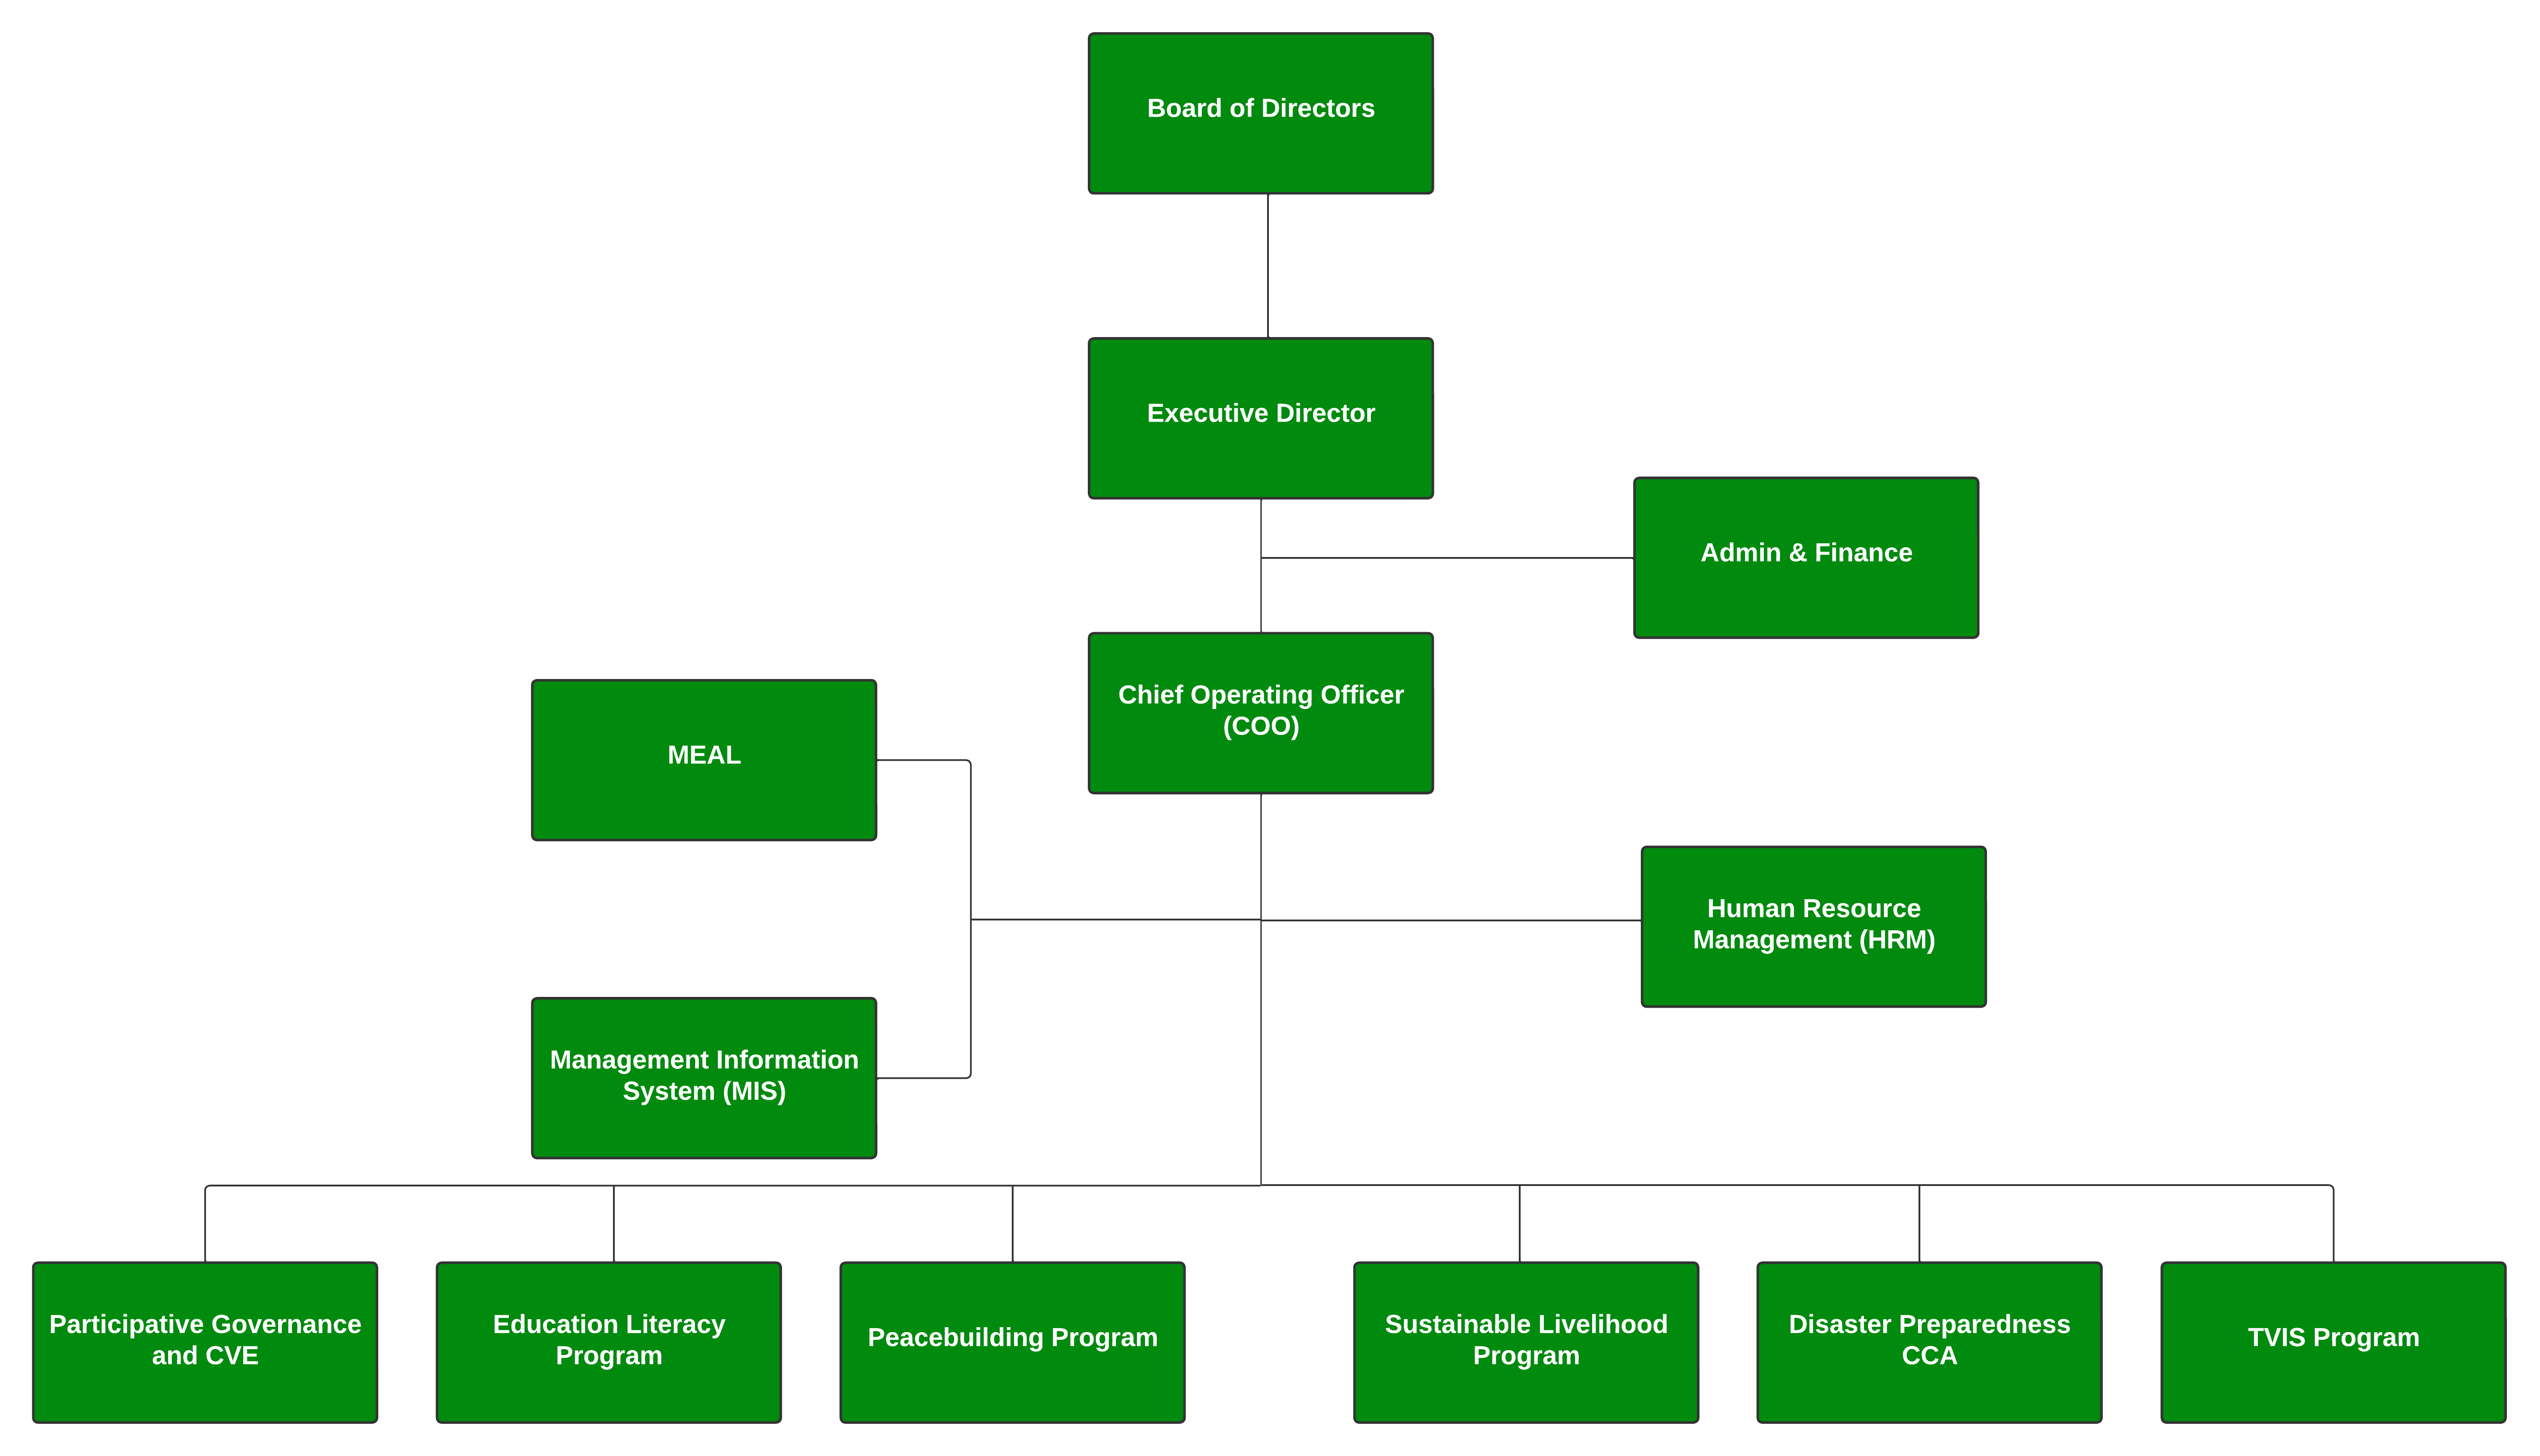 Board of Directors
Executive Director
Admin & Finance
Chief Operating Officer
(COO)
MEAL
Human Resource
Management (HRM)
Management Information
System (MIS)
Participative Governance
and CVE
Education Literacy
Program
Peacebuilding Program
Sustainable Livelihood
Program
Disaster Preparedness
CCA
TVIS Program